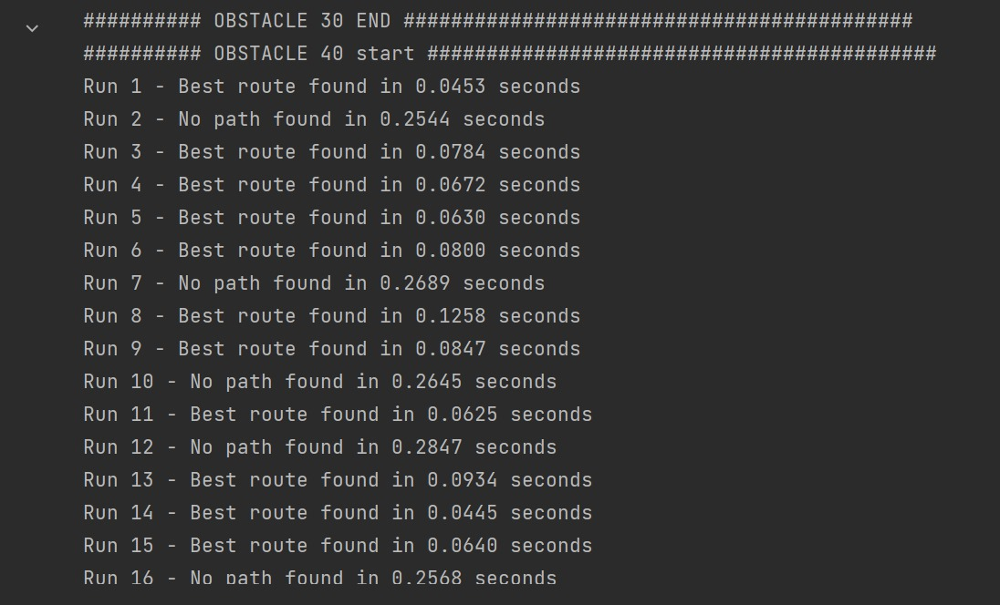 ########## OBSTACLE 30 END ###########################################
########## OBSTACLE 40 start ###########################################
Run 1 - Best route found in 0.0453 seconds
Run 2 - No path found in 0.2544 seconds
Run 3 - Best route found in 0.0784 seconds
Run 4 - Best route found in 0.0672 seconds
Run 5 - Best route found in 0.0630 seconds
Run 6 - Best route found in 0.0800 seconds
Run 7 - No path found in 0.2689 seconds
Run 8 - Best route found in 0.1258 seconds
Run 9 - Best route found in 0.0847 seconds
Run 10 - No path found in 0.2645 seconds
Run 11 - Best route found in 0.0625 seconds
Run 12 - No path found in 0.2847 seconds
Run 13 - Best route found in 0.0934 seconds
Run 14 - Best route found in 0.0445 seconds
Run 15 - Best route found in 0.0640 seconds
Run 16 - No path found in 0.2568 seconds